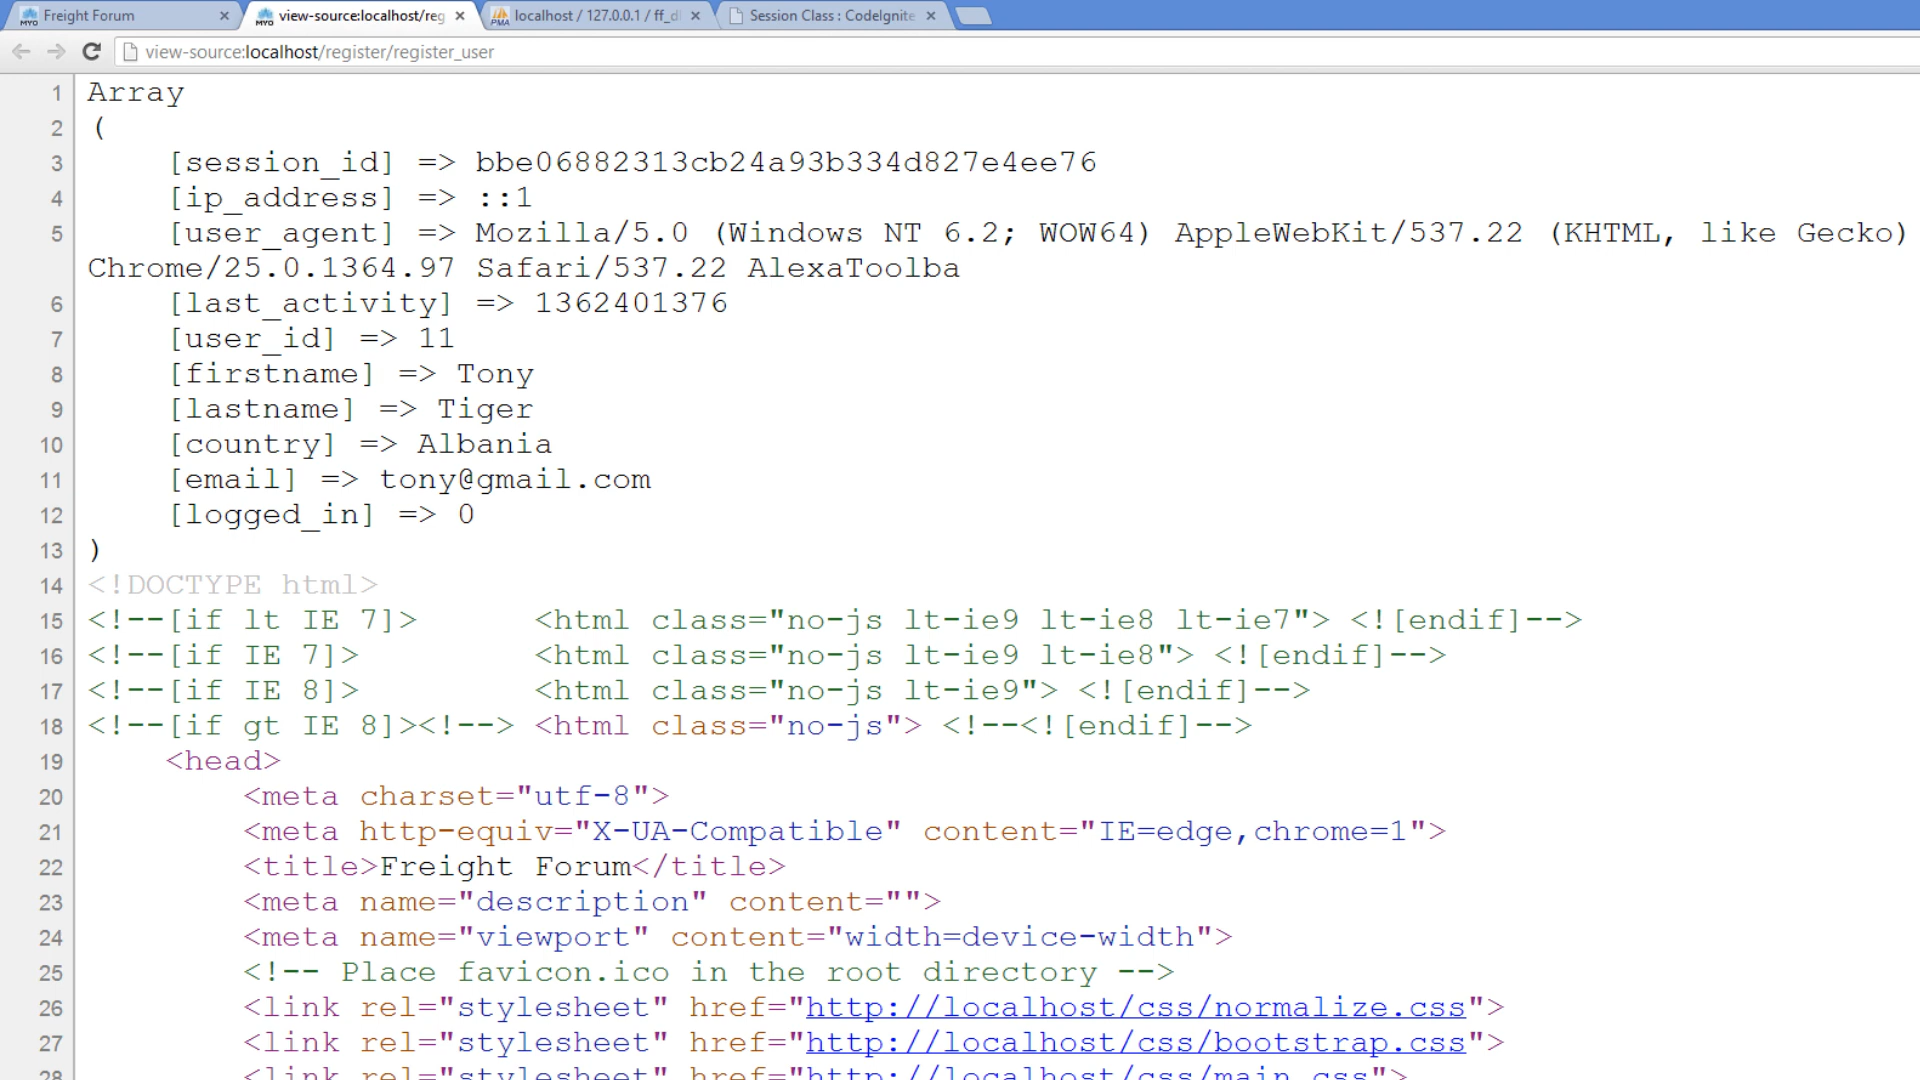 Freight Forum
view-source:localhost/reg
localhost / 127.0.0.1 / ff_d
Session Class : CodeIgnite
view-source:localhost/register/register_user
1 Array
2 (
3 [session_id] => bbe06882313cb24a93b334d827e4ee76
4 [ip_address] => ::1
5 [user_agent] => Mozilla/5.0 (Windows NT 6.2; WOW64) AppleWebKit/537.22 (KHTML, like Gecko)
Chrome/25.0.1364.97 Safari/537.22 AlexaToolba
6 [last_activity] => 1362401376
7 [user_id] => 11
8 [firstname] => Tony
9 [lastname] => Tiger
10 [country] => Albania
11 [email] => tony@gmail.com
12 [logged_in] => 0
13 )
14 <!DOCTYPE html>
15 <!--[if lt IE 7]>      <html class="no-js lt-ie9 lt-ie8 lt-ie7"> <![endif]-->
16 <!--[if IE 7]>         <html class="no-js lt-ie9 lt-ie8"> <![endif]-->
17 <!--[if IE 8]>         <html class="no-js lt-ie9"> <![endif]-->
18 <!--[if gt IE 8]><!--> <html class="no-js"> <!--<![endif]-->
19 <head>
20 <meta charset="utf-8">
21 <meta http-equiv="X-UA-Compatible" content="IE=edge,chrome=1">
22 <title>Freight Forum</title>
23 <meta name="description" content="">
24 <meta name="viewport" content="width=device-width">
25 <!-- Place favicon.ico in the root directory -->
26 <link rel="stylesheet" href="http://localhost/css/normalize.css">
27 <link rel="stylesheet" href="http://localhost/css/bootstrap.css">
28 <link rel="stylesheet" href="http://localhost/css/main.css">